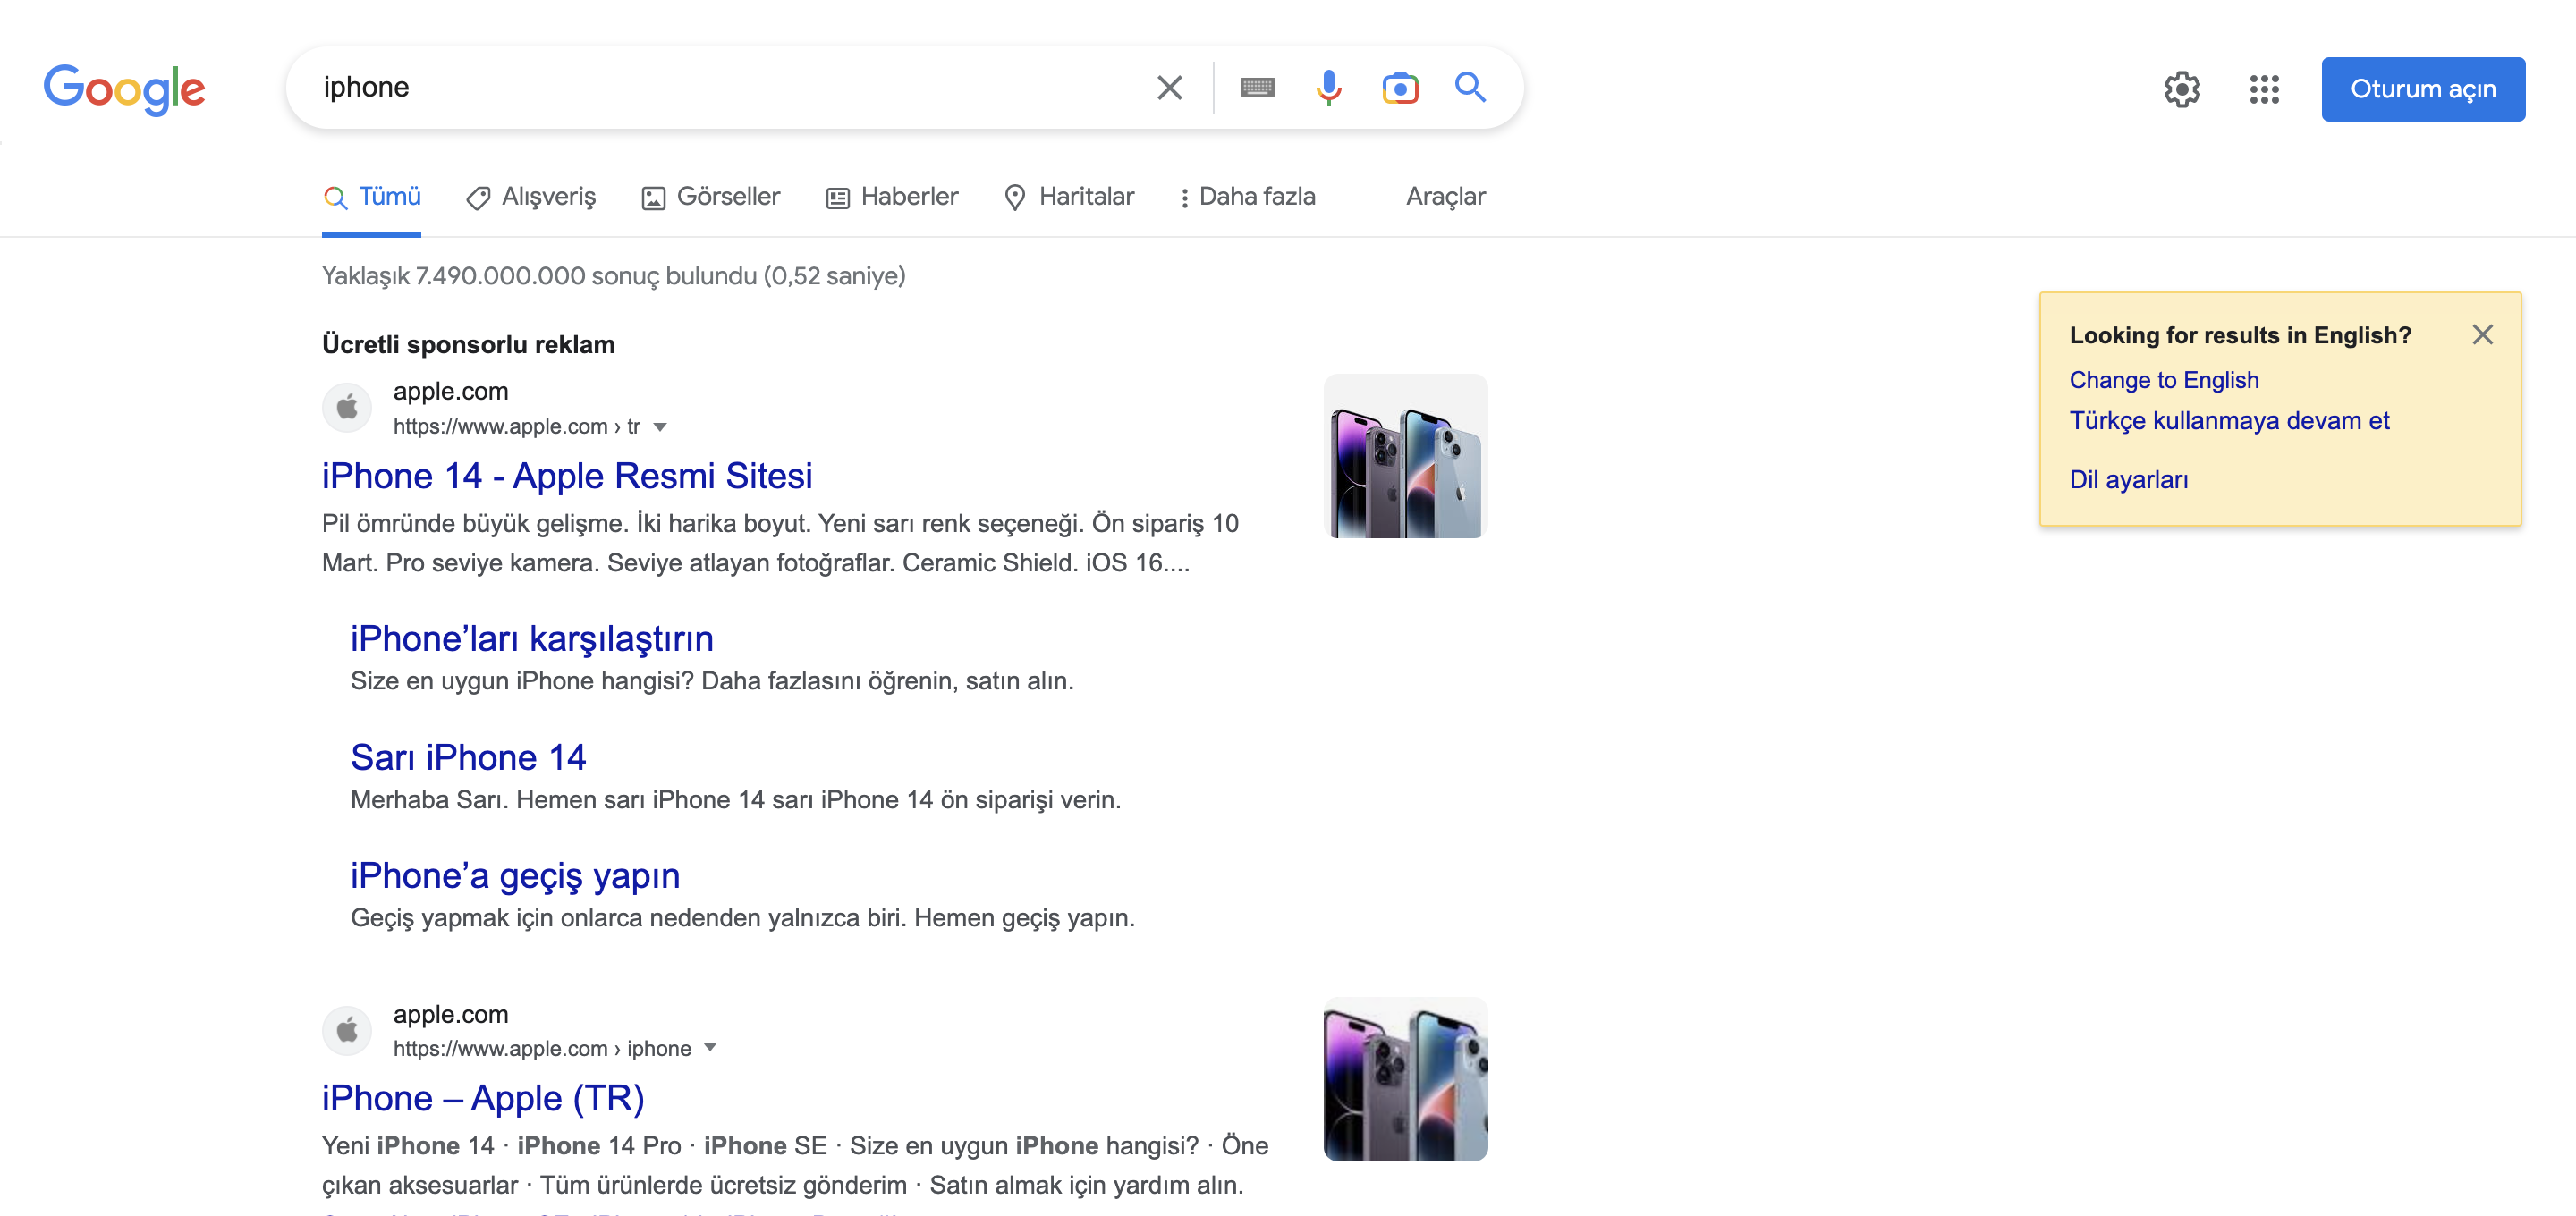 Google
iphone
Oturum açın
Tümü
Alışveriş
Görseller
Haberler
Haritalar
Daha fazla
Araçlar
Yaklaşık 7.490.000.000 sonuç bulundu (0,52 saniye)
Looking for results in English?
Change to English
Türkçe kullanmaya devam et
Dil ayarları
Ücretli sponsorlu reklam
apple.com
https://www.apple.com › tr
iPhone 14 - Apple Resmi Sitesi
Pil ömründe büyük gelişme. İki harika boyut. Yeni sarı renk seçeneği. Ön sipariş 10
Mart. Pro seviye kamera. Seviye atlayan fotoğraflar. Ceramic Shield. iOS 16....
iPhone’ları karşılaştırın
Size en uygun iPhone hangisi? Daha fazlasını öğrenin, satın alın.
Sarı iPhone 14
Merhaba Sarı. Hemen sarı iPhone 14 sarı iPhone 14 ön siparişi verin.
iPhone’a geçiş yapın
Geçiş yapmak için onlarca nedenden yalnızca biri. Hemen geçiş yapın.
apple.com
https://www.apple.com › iphone
iPhone – Apple (TR)
Yeni iPhone 14 · iPhone 14 Pro · iPhone SE · Size en uygun iPhone hangisi? · Öne
çıkan aksesuarlar · Tüm ürünlerde ücretsiz gönderim · Satın almak için yardım alın.